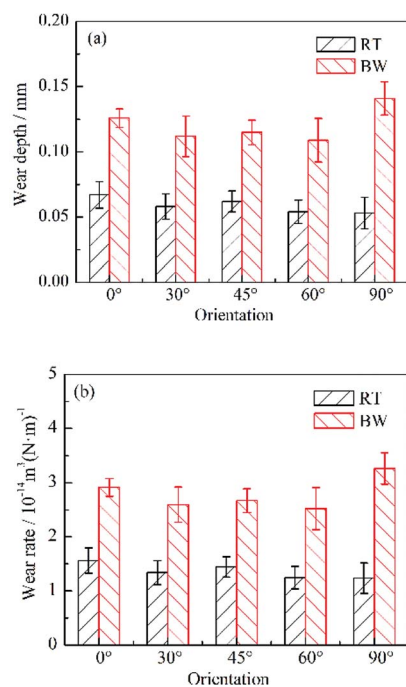 (a)
RT
BW
Wear depth / mm
0.20
0.15
0.10
0.05
0.00
0° 30° 45° 60° 90°
Orientation
(b)
RT
BW
Wear rate / 10⁻¹⁴ m³(N·m)⁻¹
5
4
3
2
1
0
0° 30° 45° 60° 90°
Orientation